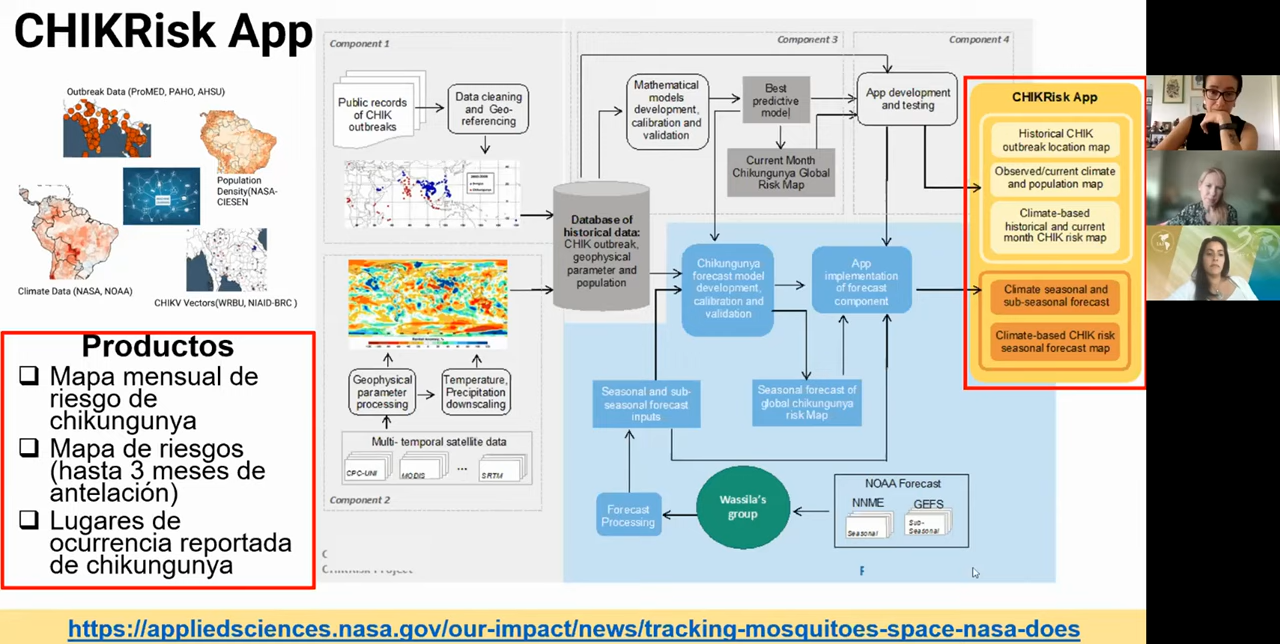 CHIKRisk App
Outbreak Data (ProMED, PAHO, AHSU)
Population
Density(NASA-
CIESEN)
Climate Data (NASA, NOAA)
CHIKV Vectors(WRBU, NIAID-BRC )
Productos
❑ Mapa mensual de
riesgo de
chikungunya
❑ Mapa de riesgos
(hasta 3 meses de
antelación)
❑ Lugares de
ocurrencia reportada
de chikungunya
Component 1
Public records
of CHIK
outbreaks
Data cleaning
and Geo-
referencing
Geophysical
parameter
processing
Temperature,
Precipitation
downscaling
Multi- temporal satellite data
CPC-UNI
MODIS
...
SRTM
Component 2
Database of
historical data:
CHIK outbreak,
geophysical
parameter and
population
Component 3
Mathematical
models
development,
calibration and
validation
Best
predictive
model
Current Month
Chikungunya Global
Risk Map
Component 4
App development
and testing
Chikungunya
forecast model
development,
calibration and
validation
App
implementation
of forecast
component
Seasonal and sub-
seasonal forecast
inputs
Seasonal forecast of
global chikungunya
risk Map
Forecast
Processing
Wassila's
group
NOAA Forecast
NNME
Seasonal
GEFS
Sub-
Seasonal
CHIKRisk App
Historical CHIK
outbreak location map
Observed/current climate
and population map
Climate-based
historical and current
month CHIK risk map
Climate seasonal and
sub-seasonal forecast
Climate-based CHIK risk
seasonal forecast map
https://appliedsciences.nasa.gov/our-impact/news/tracking-mosquitoes-space-nasa-does